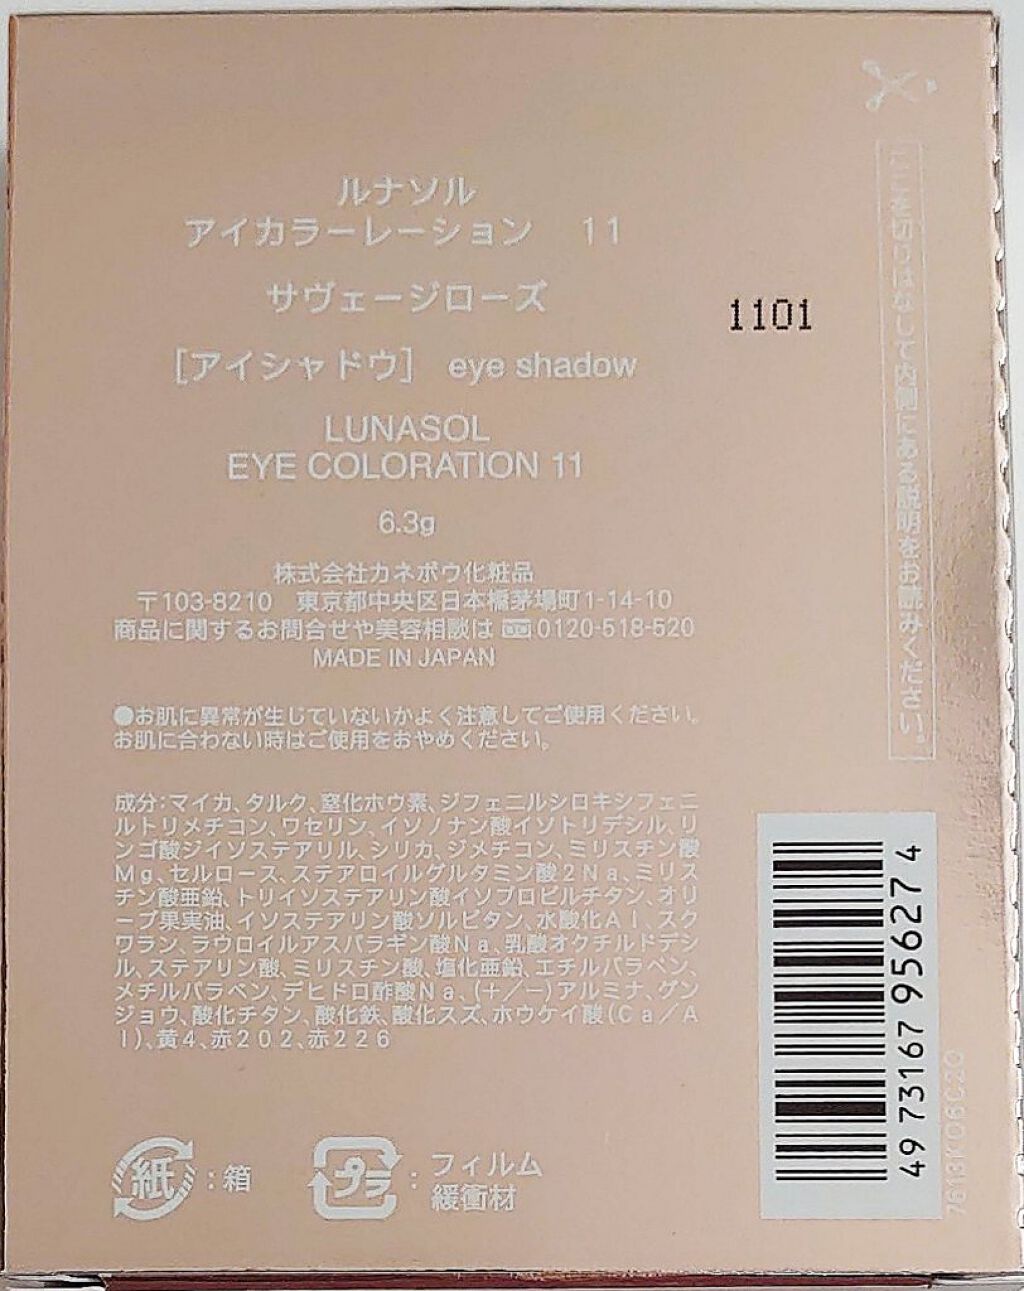 ルナソル
アイカラーレーション 11
サヴェージローズ
[アイシャドウ] eye shadow
LUNASOL
EYE COLORATION 11
6.3g
株式会社カネボウ化粧品
〒103-8210 東京都中央区日本橋茅場町1-14-10
商品に関するお問合せや美容相談は 0120-518-520
MADE IN JAPAN
●お肌に異常が生じていないかよく注意してご使用ください。
お肌に合わない時はご使用をおやめください。
成分:マイカ、タルク、窒化ホウ素、ジフェニルシロキシフェニ
ルトリメチコン、ワセリン、イソノナン酸イソトリデシル、リ
ンゴ酸ジイソステアリル、シリカ、ジメチコン、ミリスチン酸
Mg、セルロース、ステアロイルグルタミン酸2Na、ミリス
チン酸亜鉛、トリイソステアリン酸イソプロピルチタン、オリ
ーブ果実油、イソステアリン酸ソルビタン、水酸化Al、スク
ワラン、ラウロイルアスパラギン酸Na、乳酸オクチルドデシ
ル、ステアリン酸、ミリスチン酸、塩化亜鉛、エチルパラベン、
メチルパラベン、デヒドロ酢酸Na、(+/-)アルミナ、グン
ジョウ、酸化チタン、酸化鉄、酸化スズ、ホウケイ酸(Ca/A
l)、黄4、赤202、赤226
紙:箱
プラ:フィルム
緩衝材
1101
ここを切りはなして内側にある説明をお読みください。
4973167956274